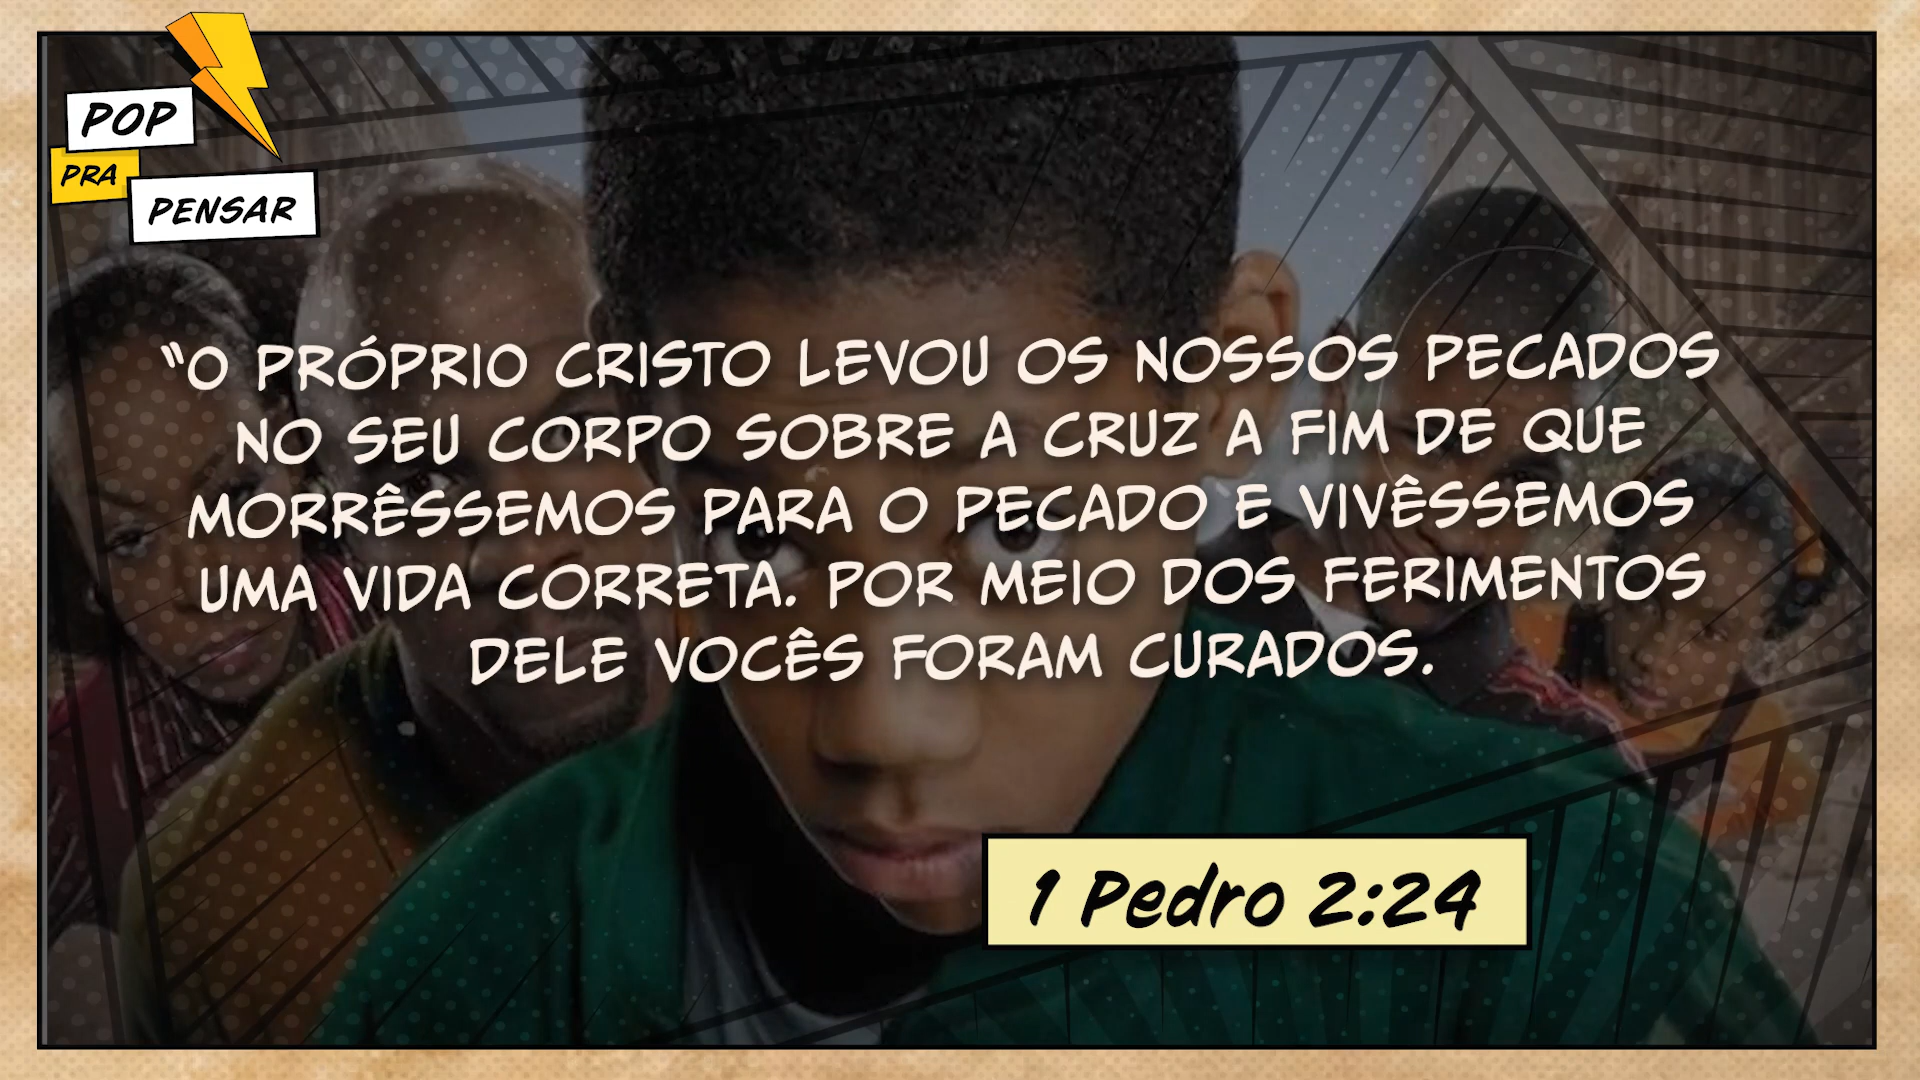 POP
PRA
PENSAR
“O PRÓPRIO CRISTO LEVOU OS NOSSOS PECADOS
NO SEU CORPO SOBRE A CRUZ A FIM DE QUE
MORRÊSSEMOS PARA O PECADO E VIVÊSSEMOS
UMA VIDA CORRETA. POR MEIO DOS FERIMENTOS
DELE VOCÊS FORAM CURADOS.
1 Pedro 2:24